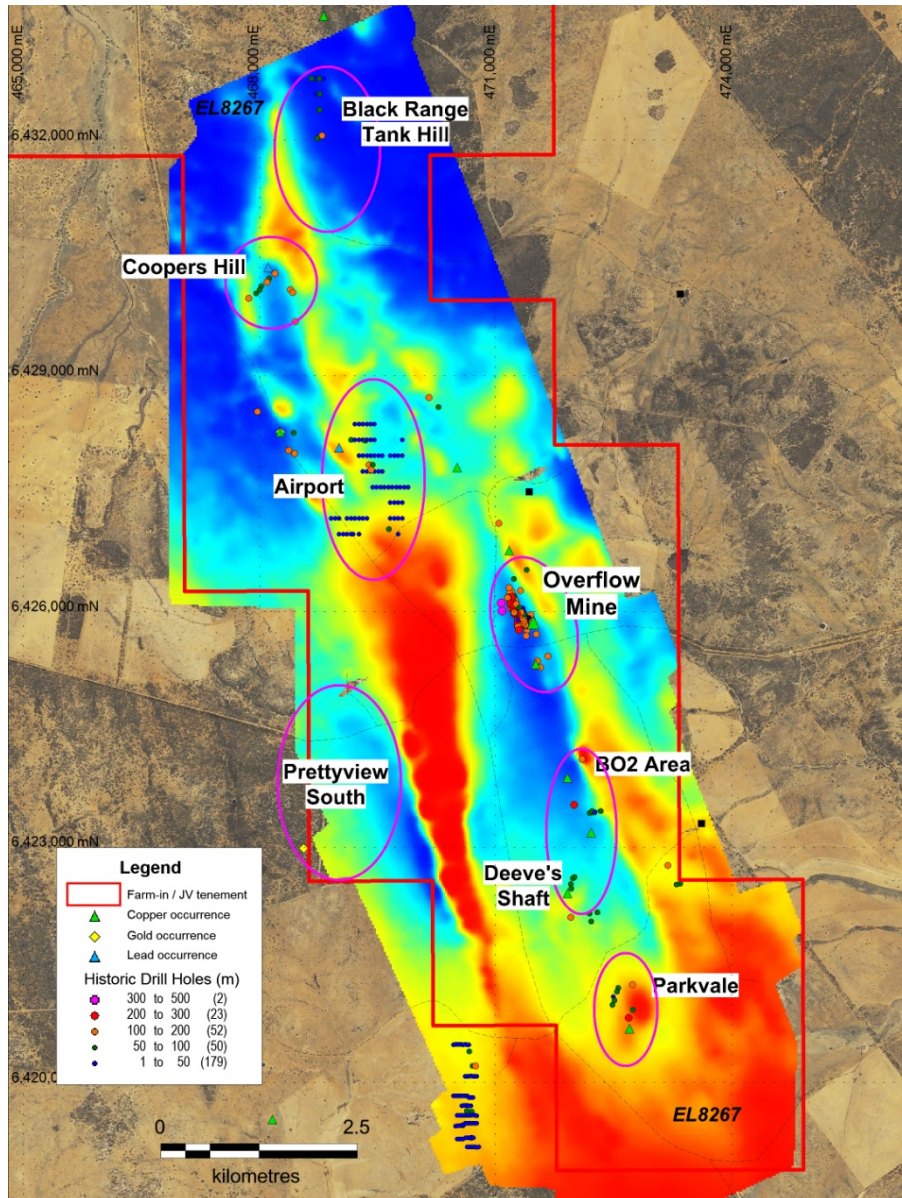 465,000 mE
468,000 mE
471,000 mE
474,000 mE
EL8267
Black Range
Tank Hill
6,432,000 mN
Coopers Hill
6,429,000 mN
Airport
Overflow
Mine
6,426,000 mN
BO2 Area
Prettyview
South
6,423,000 mN
Deeve's
Shaft
Parkvale
Legend
Farm-in / JV tenement
Copper occurrence
Gold occurrence
Lead occurrence
Historic Drill Holes (m)
300 to 500 (2)
200 to 300 (23)
100 to 200 (52)
50 to 100 (50)
1 to 50 (179)
6,420,000 mN
EL8267
0 2.5
kilometres